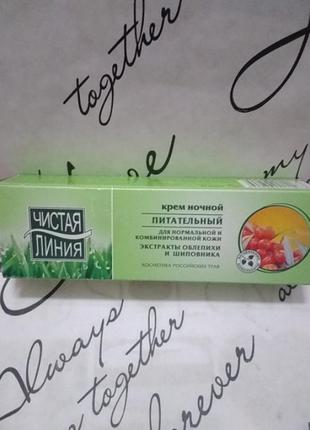 together
ЧИСТАЯ
ЛИНИЯ
крем ночной
ПИТАТЕЛЬНЫЙ
ДЛЯ НОРМАЛЬНОЙ И
КОМБИНИРОВАННОЙ КОЖИ
ЭКСТРАКТЫ ОБЛЕПИХИ
И ШИПОВНИКА
КОСМЕТИКА РОССИЙСКИХ ТРАВ
my
Always
together
forever